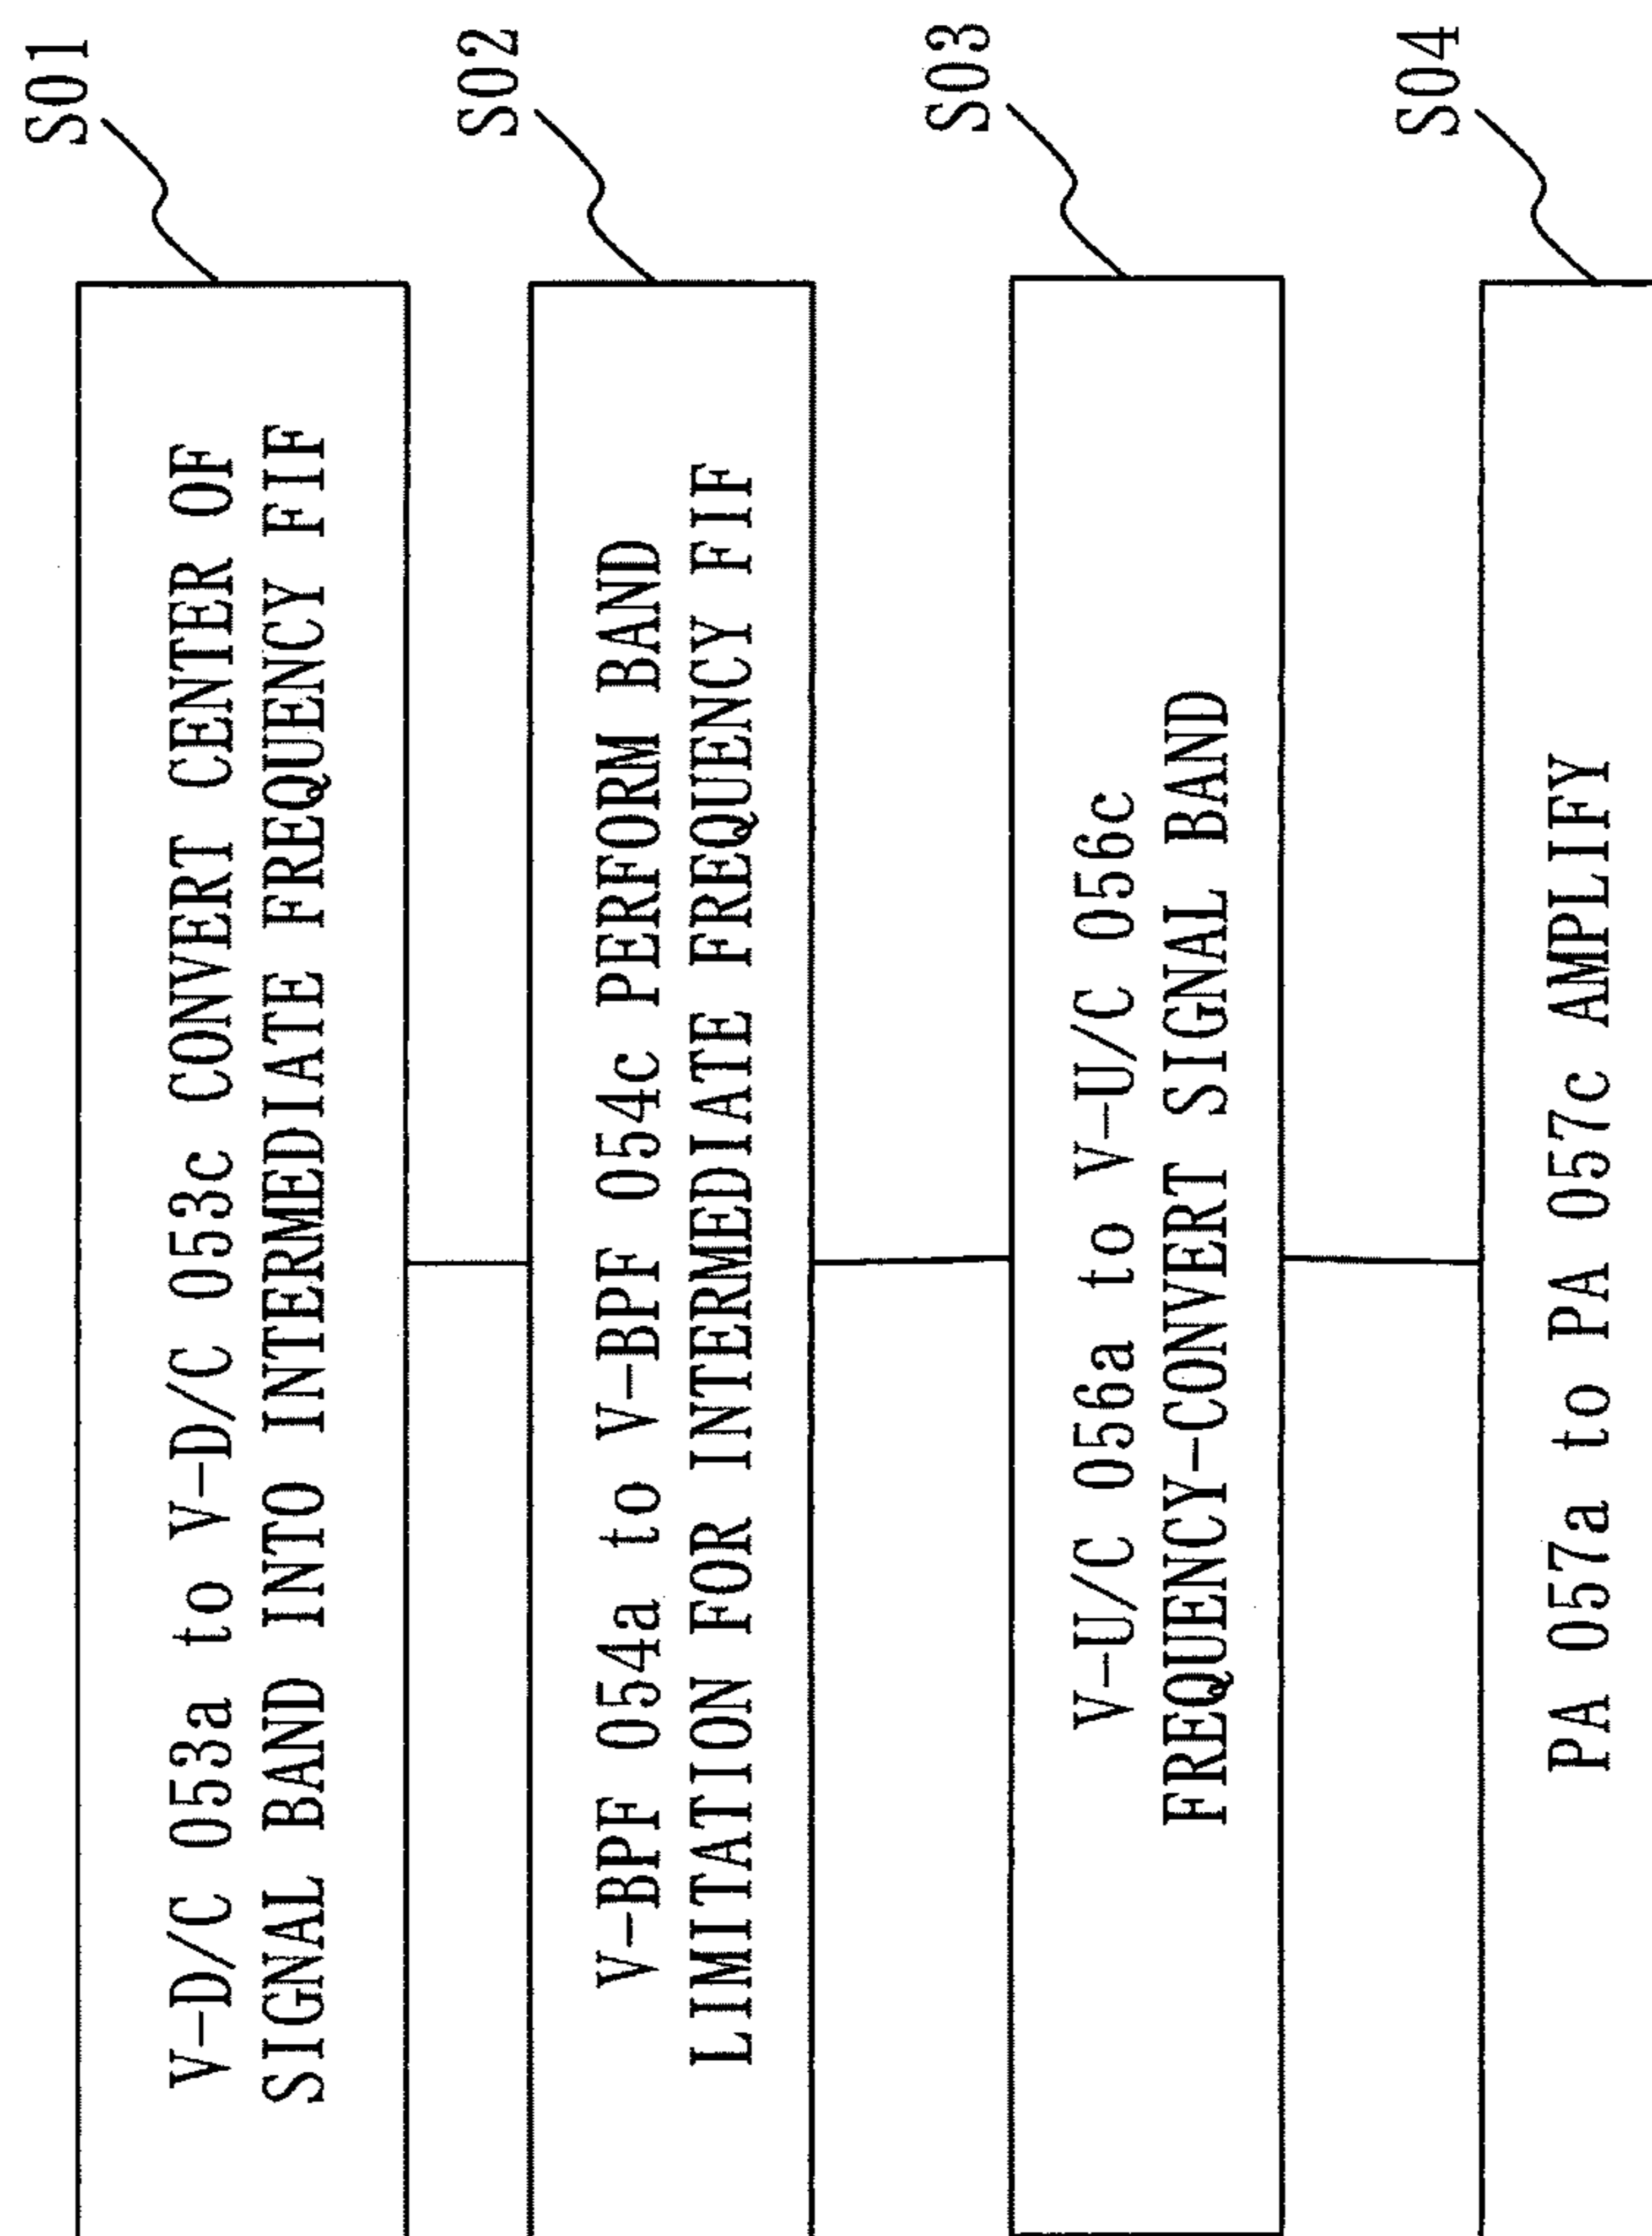 S01
V-D/C 053a to V-D/C 053c CONVERT CENTER OF
SIGNAL BAND INTO INTERMEDIATE FREQUENCY FIF
S02
V-BPF 054a to V-BPF 054c PERFORM BAND
LIMITATION FOR INTERMEDIATE FREQUENCY FIF
S03
V-U/C 056a to V-U/C 056c
FREQUENCY-CONVERT SIGNAL BAND
S04
PA 057a to PA 057c AMPLIFY